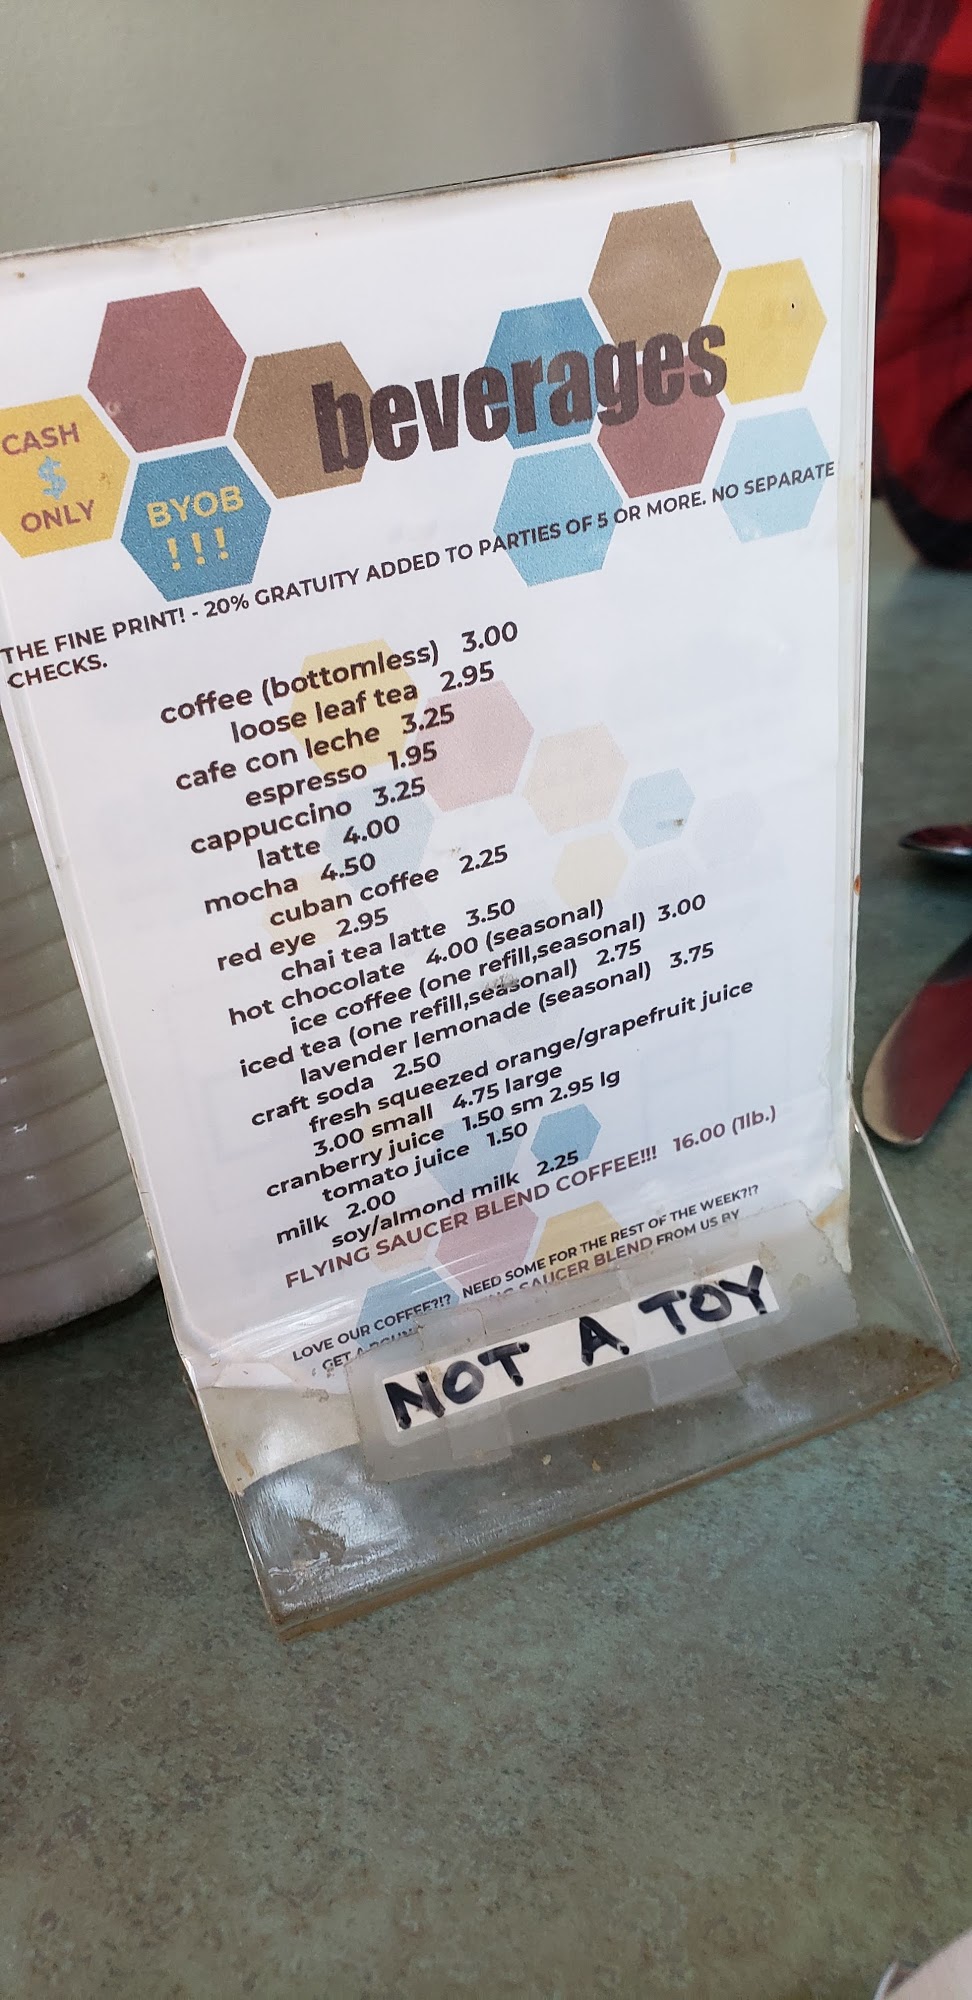 beverages
CASH
$
ONLY
BYOB
!!!
THE FINE PRINT! - 20% GRATUITY ADDED TO PARTIES OF 5 OR MORE. NO SEPARATE
CHECKS.
coffee (bottomless) 3.00
loose leaf tea 2.95
cafe con leche 3.25
espresso 1.95
cappuccino 3.25
latte 4.00
mocha 4.50
cuban coffee 2.25
red eye 2.95
chai tea latte 3.50
hot chocolate 4.00 (seasonal)
ice coffee (one refill,seasonal) 3.00
iced tea (one refill,seasonal) 2.75
lavender lemonade (seasonal) 3.75
craft soda 2.50
fresh squeezed orange/grapefruit juice
3.00 small 4.75 large
cranberry juice 1.50 sm 2.95 lg
tomato juice 1.50
milk 2.00
soy/almond milk 2.25
FLYING SAUCER BLEND COFFEE!!! 16.00 (1lb.)
LOVE OUR COFFEE?!? NEED SOME FOR THE REST OF THE WEEK?!?
GET A SAUCER BLEND FROM US BY
NOT A TOY